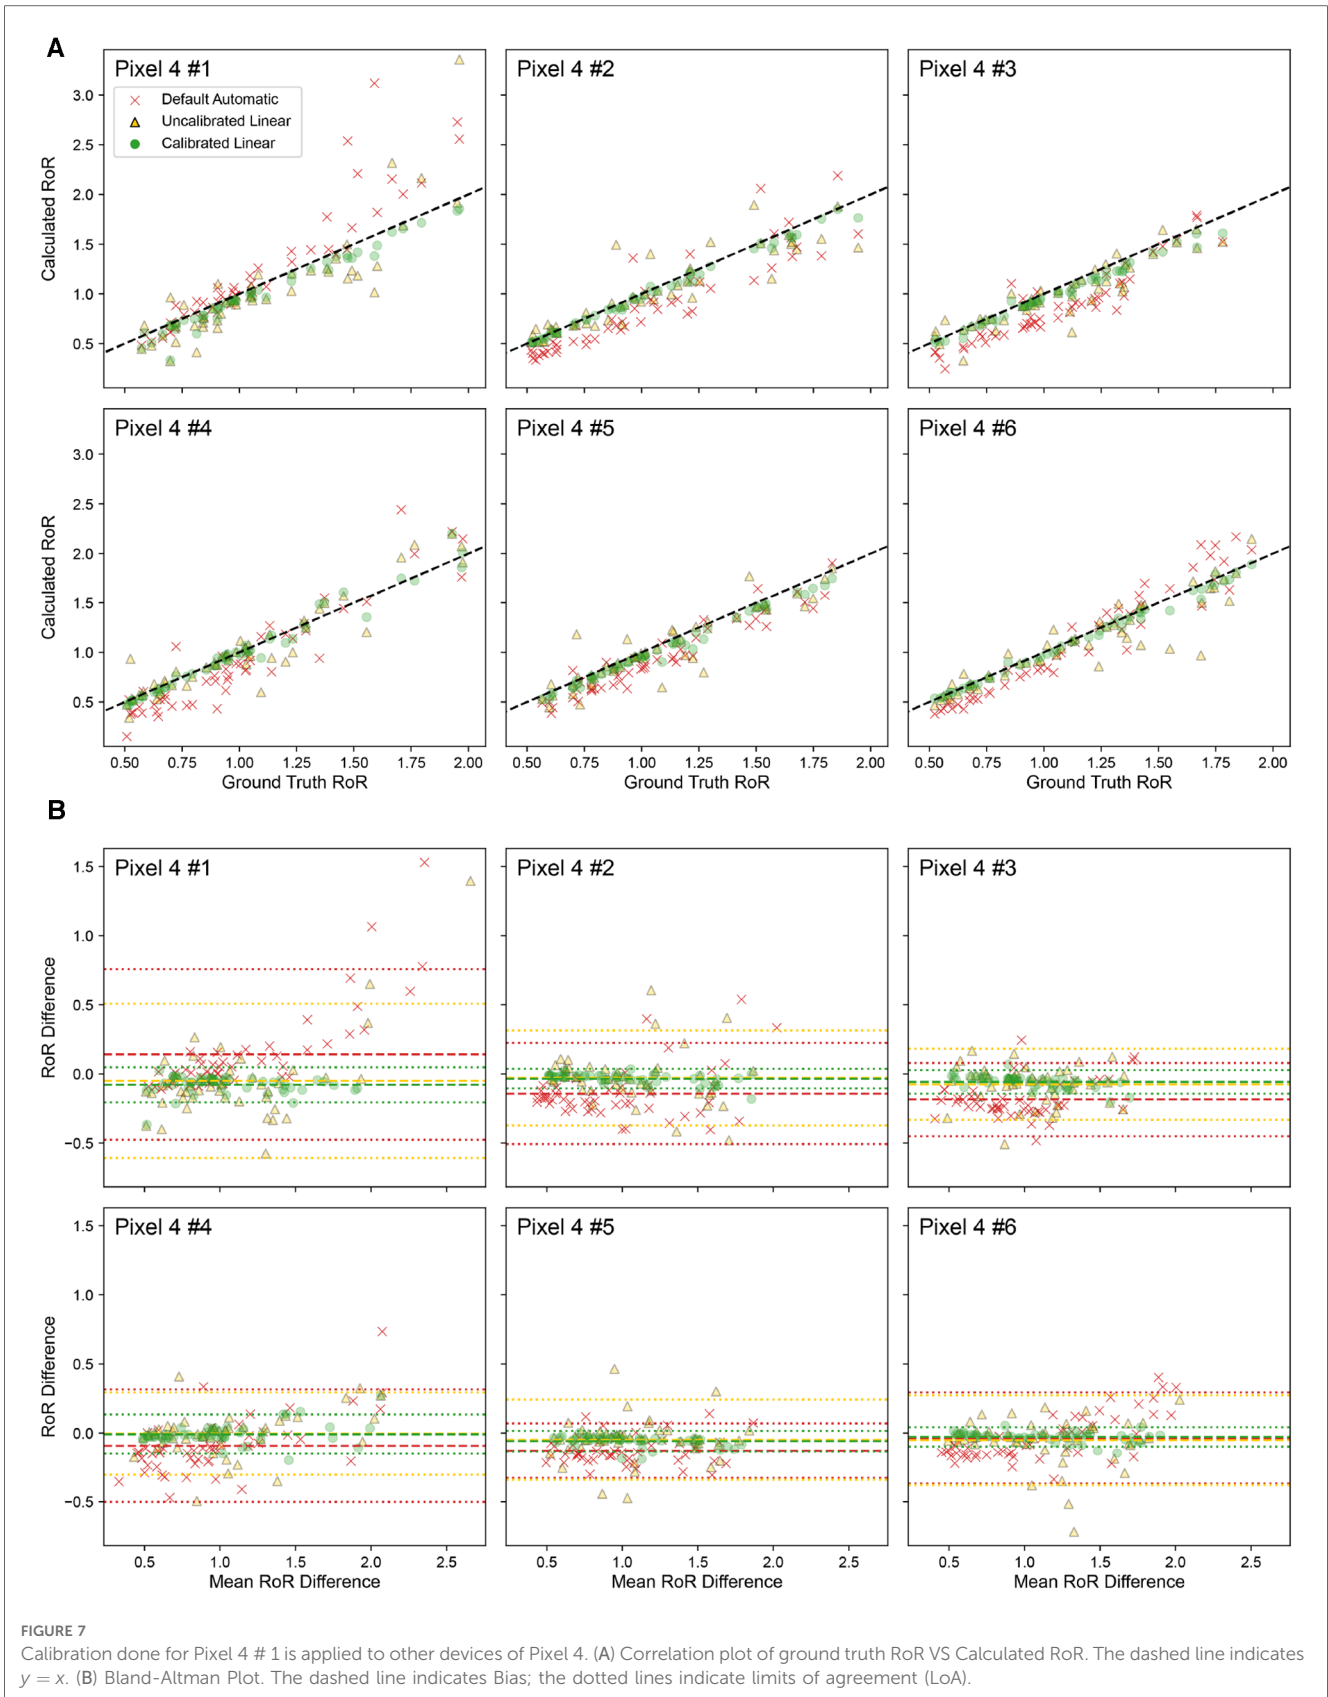 A
Pixel 4 #1
Pixel 4 #2
Pixel 4 #3
Default Automatic
Uncalibrated Linear
Calibrated Linear
Calculated RoR
3.0
2.5
2.0
1.5
1.0
0.5
Pixel 4 #4
Pixel 4 #5
Pixel 4 #6
Calculated RoR
3.0
2.5
2.0
1.5
1.0
0.5
0.50 0.75 1.00 1.25 1.50 1.75 2.00 0.50 0.75 1.00 1.25 1.50 1.75 2.00 0.50 0.75 1.00 1.25 1.50 1.75 2.00
Ground Truth RoR Ground Truth RoR Ground Truth RoR
B
Pixel 4 #1
Pixel 4 #2
Pixel 4 #3
RoR Difference
1.5
1.0
0.5
0.0
−0.5
Pixel 4 #4
Pixel 4 #5
Pixel 4 #6
RoR Difference
1.5
1.0
0.5
0.0
−0.5
0.5 1.0 1.5 2.0 2.5 0.5 1.0 1.5 2.0 2.5 0.5 1.0 1.5 2.0 2.5
Mean RoR Difference Mean RoR Difference Mean RoR Difference
FIGURE 7
Calibration done for Pixel 4 # 1 is applied to other devices of Pixel 4. (A) Correlation plot of ground truth RoR VS Calculated RoR. The dashed line indicates
y = x. (B) Bland-Altman Plot. The dashed line indicates Bias; the dotted lines indicate limits of agreement (LoA).